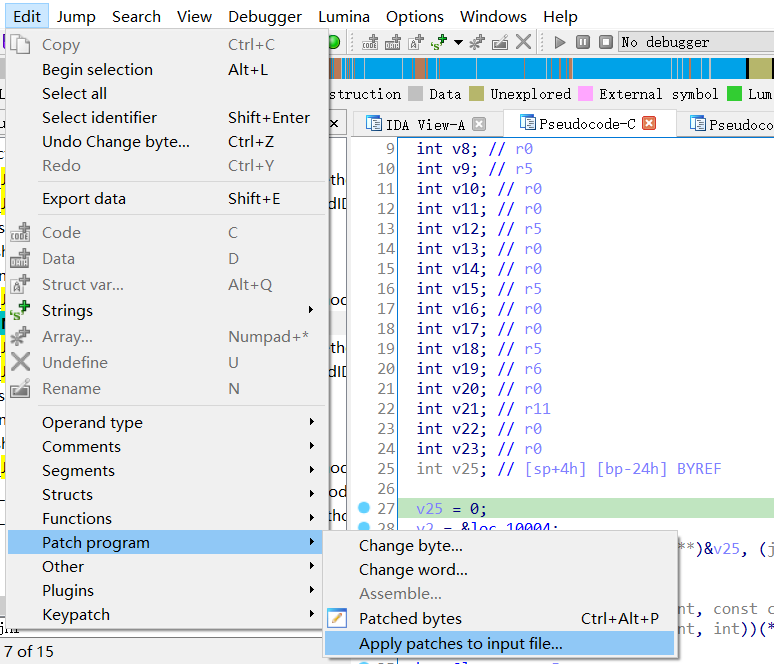 Edit Jump Search View Debugger Lumina Options Windows Help
Copy Ctrl+C
Begin selection Alt+L
Select all
Select identifier Shift+Enter
Undo Change byte... Ctrl+Z
Redo Ctrl+Y
Export data Shift+E
Code C
Data D
Struct var... Alt+Q
Strings
Array... Numpad+*
Undefine U
Rename N
Operand type
Comments
Segments
Structs
Functions
Patch program
Other
Plugins
Keypatch
7 of 15
No debugger
struction Data Unexplored External symbol Lum
IDA View-A Pseudocode-C Pseudoco
9 int v8; // r0
10 int v9; // r5
11 int v10; // r0
12 int v11; // r0
13 int v12; // r5
14 int v13; // r0
15 int v14; // r0
16 int v15; // r5
17 int v16; // r0
18 int v17; // r0
19 int v18; // r5
20 int v19; // r6
21 int v20; // r0
22 int v21; // r11
23 int v22; // r0
24 int v23; // r0
25 int v25; // [sp+4h] [bp-24h] BYREF
26
27 v25 = 0;
28 v2 = &loc_10004;
**)&v25, (j
nt, const c
nt, int))(*
Change byte...
Change word...
Assemble...
Patched bytes Ctrl+Alt+P
Apply patches to input file...